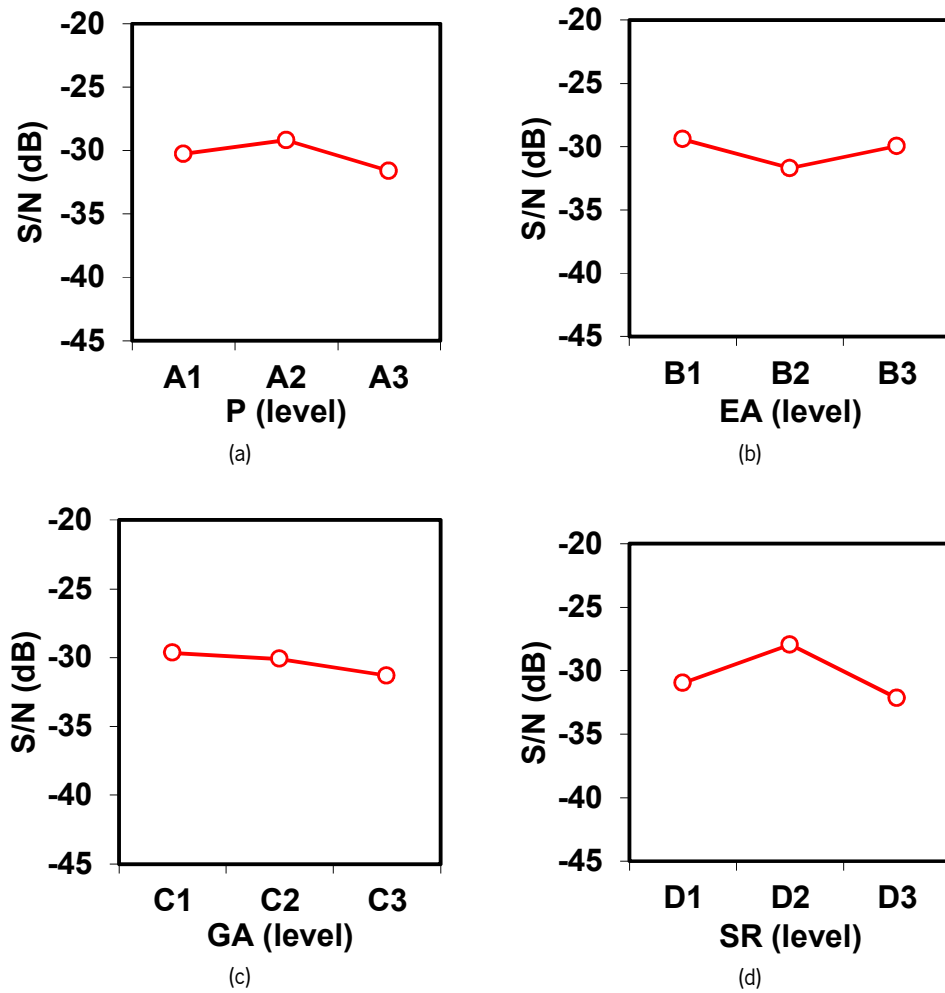 -20
-25
-30
-35
-40
-45
S/N (dB)
A1 A2 A3
P (level)
(a)
-20
-25
-30
-35
-40
-45
S/N (dB)
B1 B2 B3
EA (level)
(b)
-20
-25
-30
-35
-40
-45
S/N (dB)
C1 C2 C3
GA (level)
(c)
-20
-25
-30
-35
-40
-45
S/N (dB)
D1 D2 D3
SR (level)
(d)